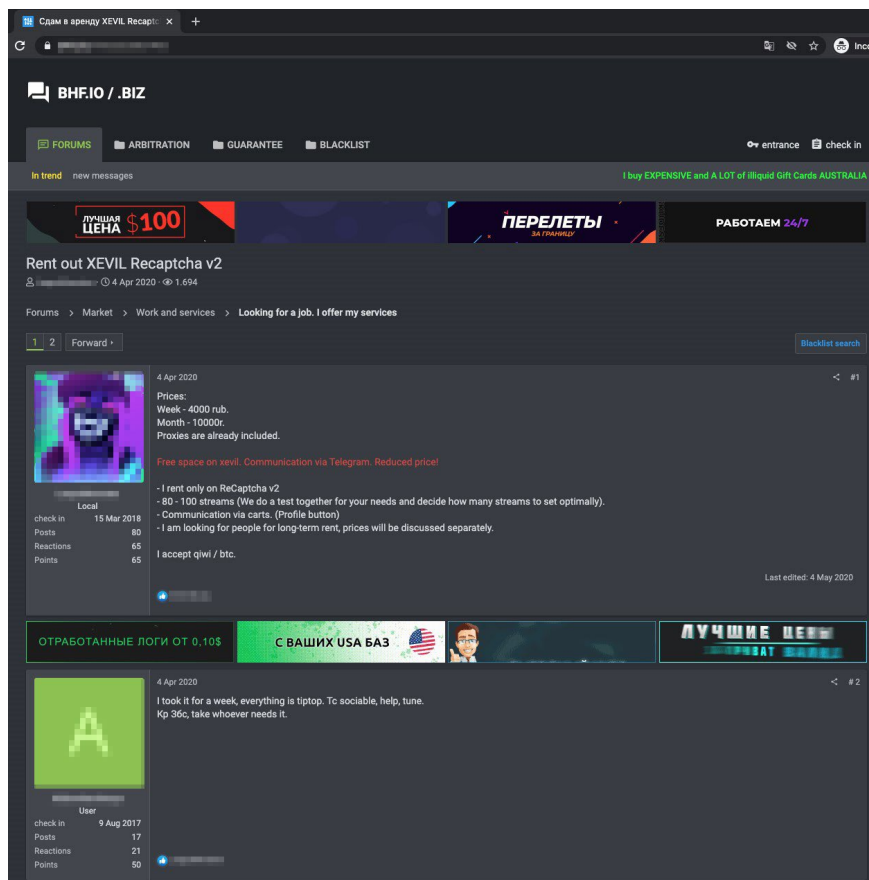 Сдам в аренду XEVIL Recaptc
Inco
BHF.IO / .BIZ
FORUMS ARBITRATION GUARANTEE BLACKLIST
entrance check in
In trend new messages
I buy EXPENSIVE and A LOT of illiquid Gift Cards AUSTRALIA
ЛУЧШАЯ ЦЕНА $100
ПЕРЕЛЕТЫ
ЗА ГРАНИЦУ
РАБОТАЕМ 24/7
Rent out XEVIL Recaptcha v2
4 Apr 2020 · 1.694
Forums > Market > Work and services > Looking for a job. I offer my services
1 2 Forward
Blacklist search
4 Apr 2020
#1
Prices:
Week - 4000 rub.
Month - 10000r.
Proxies are already included.
Free space on xevil. Communication via Telegram. Reduced price!
- I rent only on ReCaptcha v2
- 80 - 100 streams (We do a test together for your needs and decide how many streams to set optimally).
- Communication via carts. (Profile button)
- I am looking for people for long-term rent, prices will be discussed separately.
I accept qiwi / btc.
Last edited: 4 May 2020
Local
check in 15 Mar 2018
Posts 80
Reactions 65
Points 65
ОТРАБОТАННЫЕ ЛОГИ ОТ 0,10$
С ВАШИХ USA БАЗ
ЛУЧШИЕ ЦЕНЫ
4 Apr 2020
#2
I took it for a week, everything is tiptop. Tc sociable, help, tune.
Кр 36с, take whoever needs it.
A
User
check in 9 Aug 2017
Posts 17
Reactions 21
Points 50